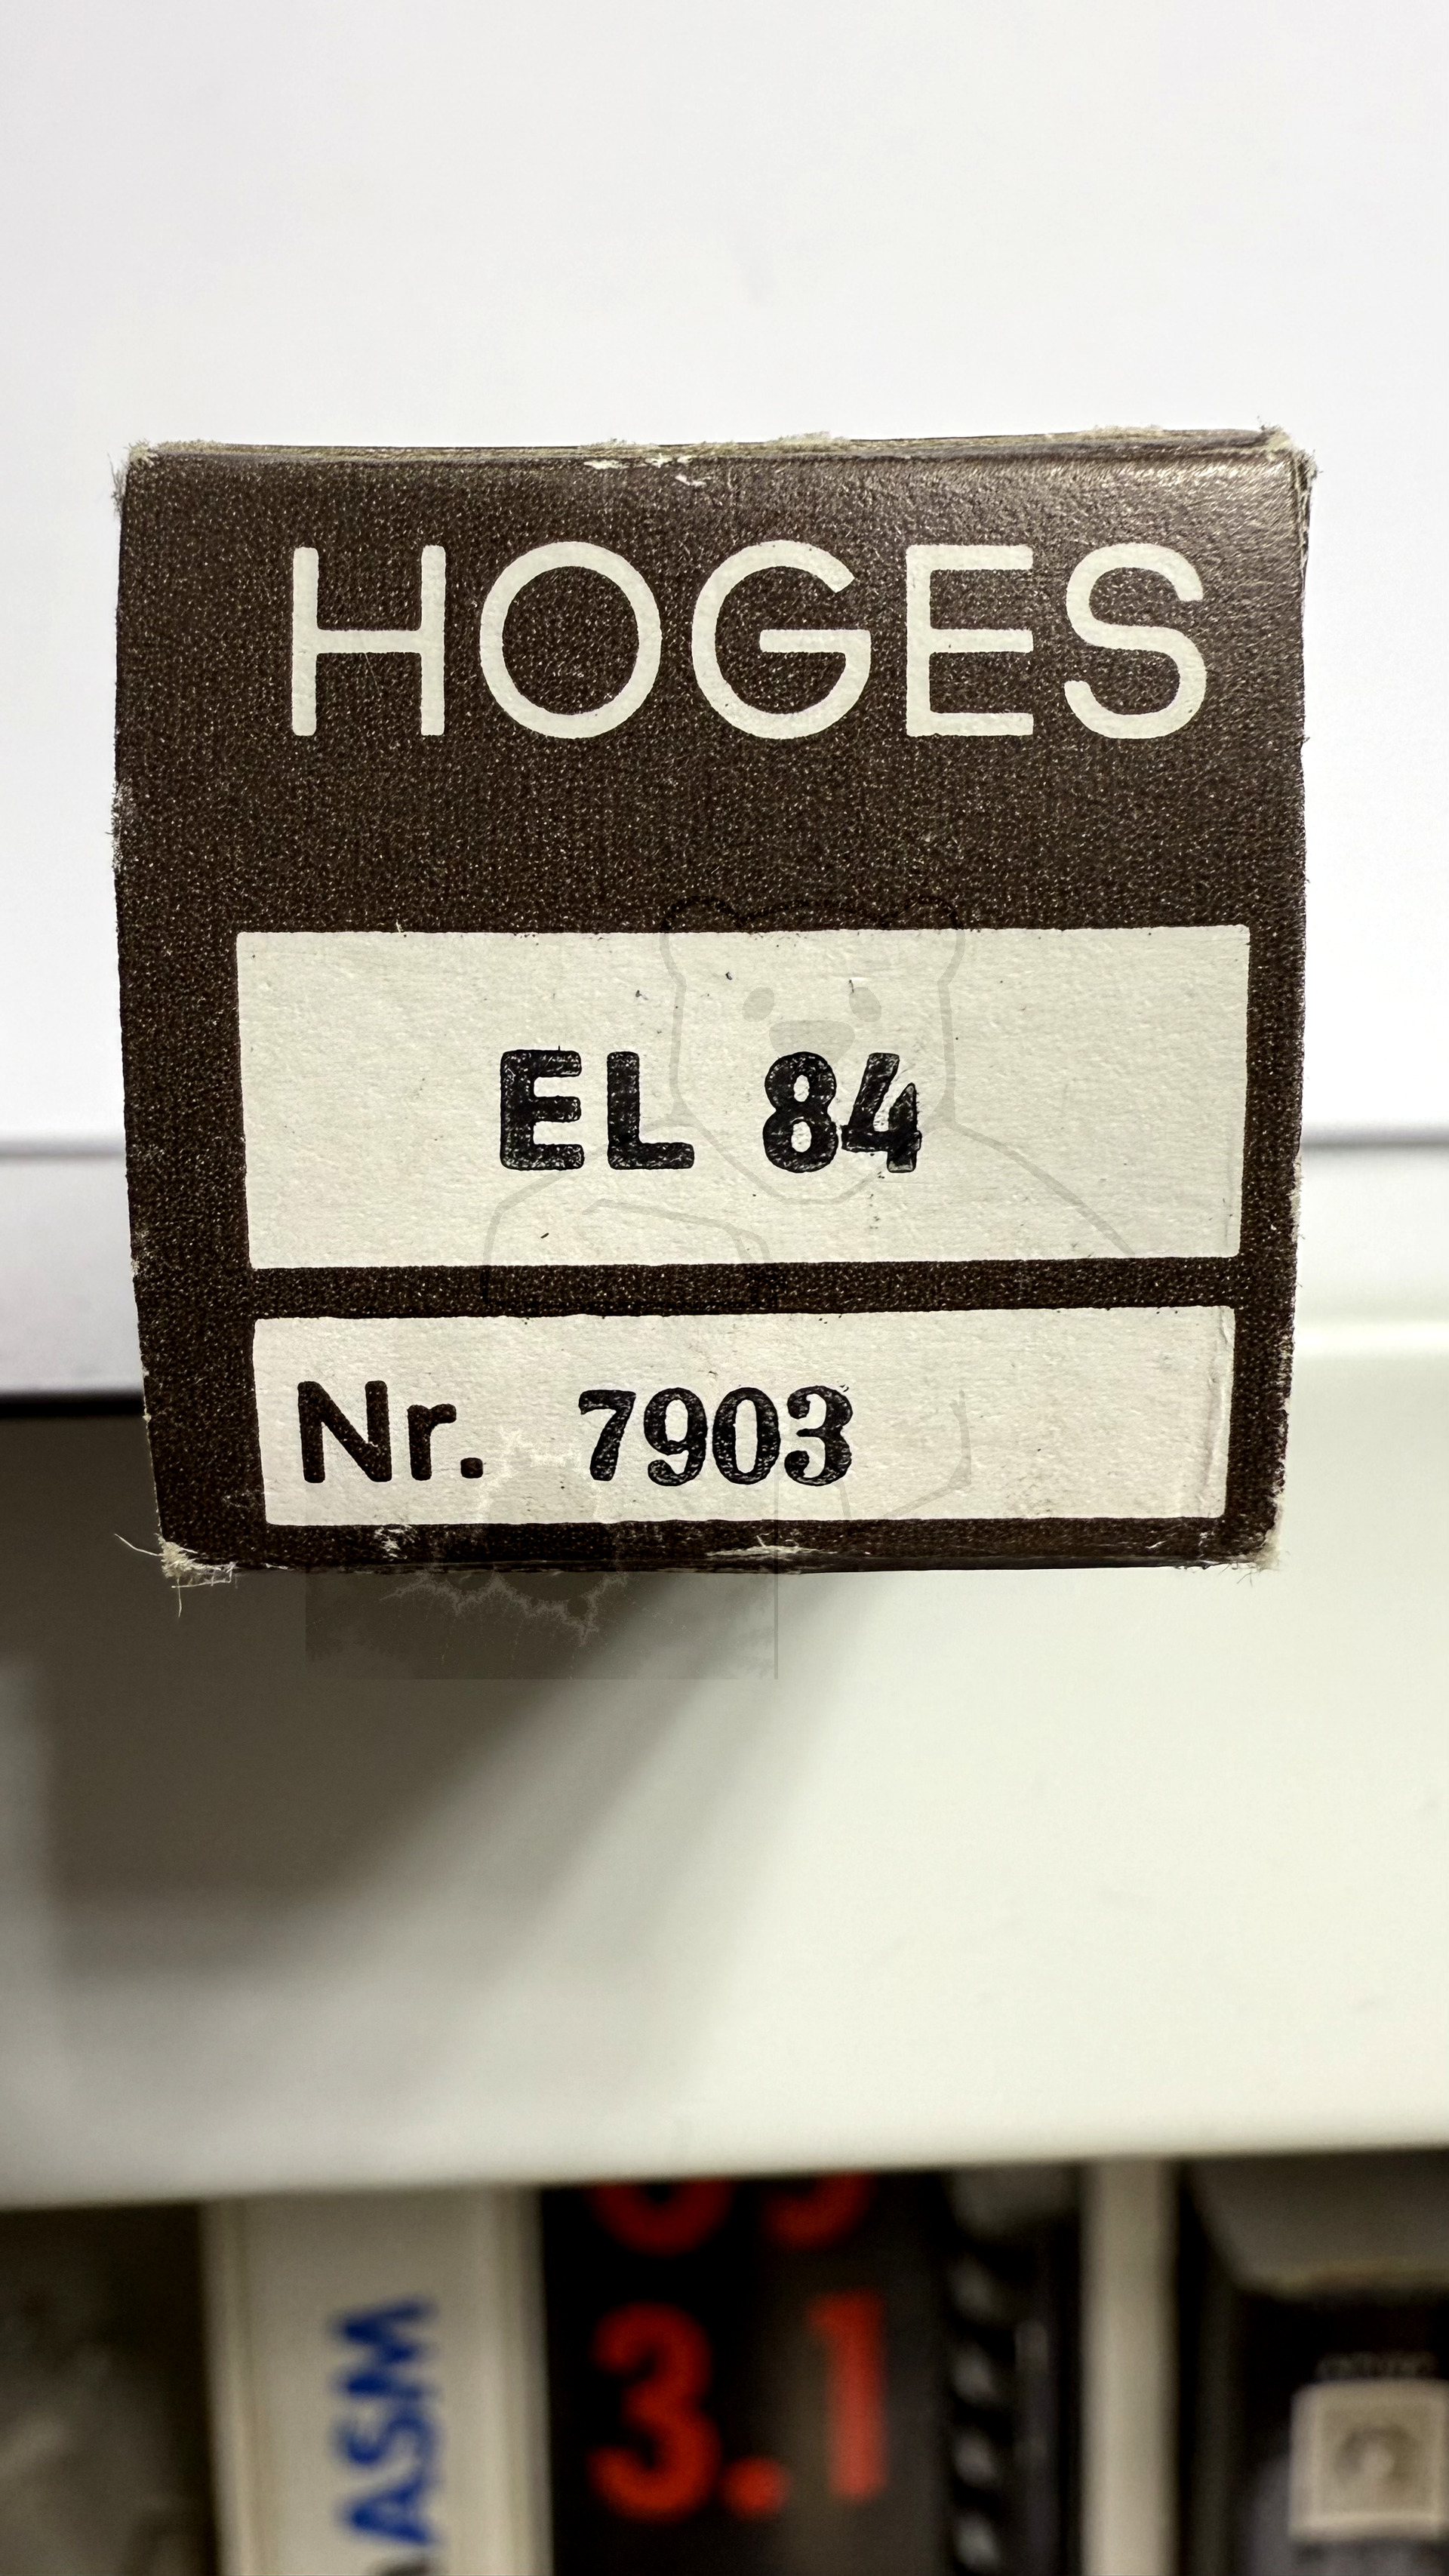 HOGES
EL 84
Nr. 7903
ASM
3.1